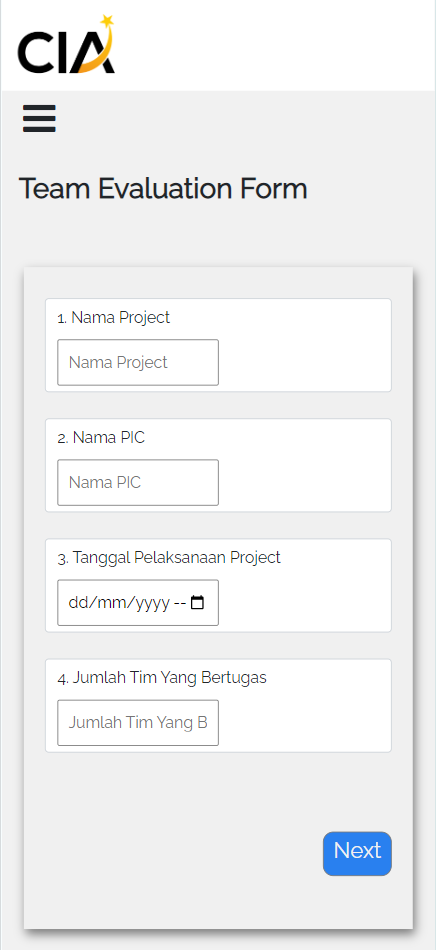 CIA
Team Evaluation Form
1. Nama Project
Nama Project
2. Nama PIC
Nama PIC
3. Tanggal Pelaksanaan Project
dd/mm/yyyy --
4. Jumlah Tim Yang Bertugas
Jumlah Tim Yang B
Next